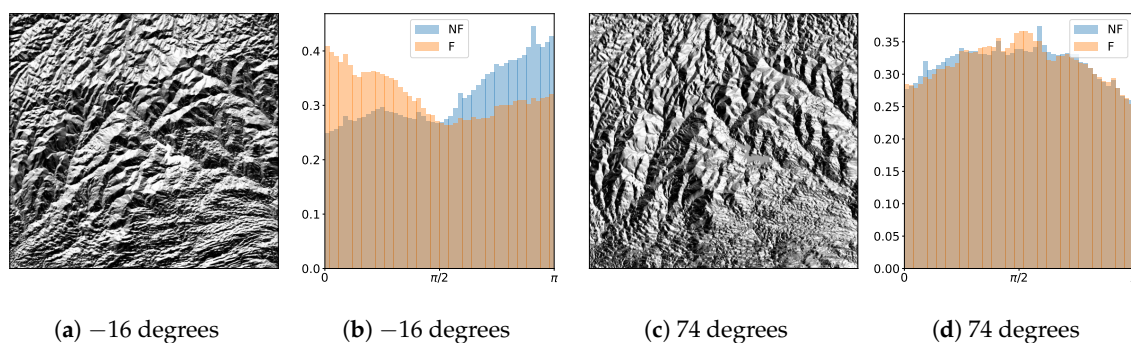 NF
F
0.4
0.3
0.2
0.1
0.0
0
π/2
π
NF
F
0.35
0.30
0.25
0.20
0.15
0.10
0.05
0.00
0
π/2
(a) −16 degrees
(b) −16 degrees
(c) 74 degrees
(d) 74 degrees